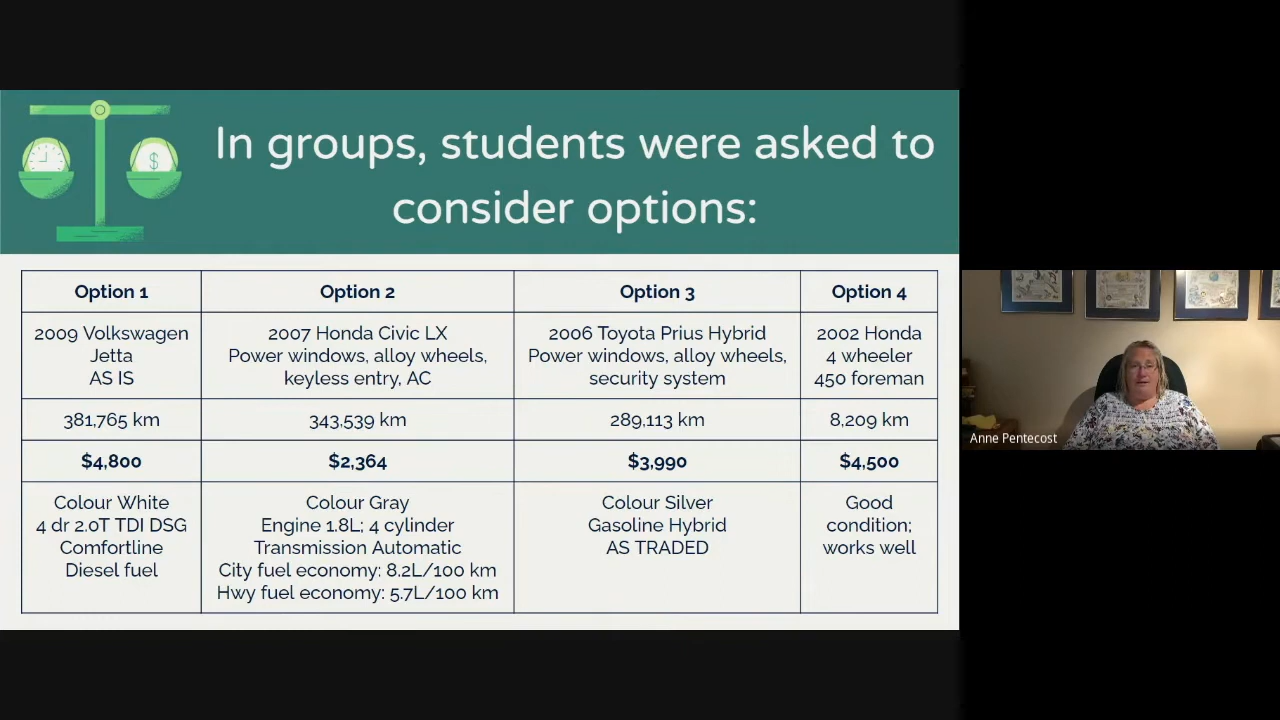 In groups, students were asked to
consider options:
$
Option 1
Option 2
Option 3
Option 4
2009 Volkswagen
Jetta
AS IS
2007 Honda Civic LX
Power windows, alloy wheels,
keyless entry, AC
2006 Toyota Prius Hybrid
Power windows, alloy wheels,
security system
2002 Honda
4 wheeler
450 foreman
381,765 km
343,539 km
289,113 km
8,209 km
$4,800
$2,364
$3,990
$4,500
Colour White
4 dr 2.0T TDI DSG
Comfortline
Diesel fuel
Colour Gray
Engine 1.8L; 4 cylinder
Transmission Automatic
City fuel economy: 8.2L/100 km
Hwy fuel economy: 5.7L/100 km
Colour Silver
Gasoline Hybrid
AS TRADED
Good
condition;
works well
Anne Pentecost